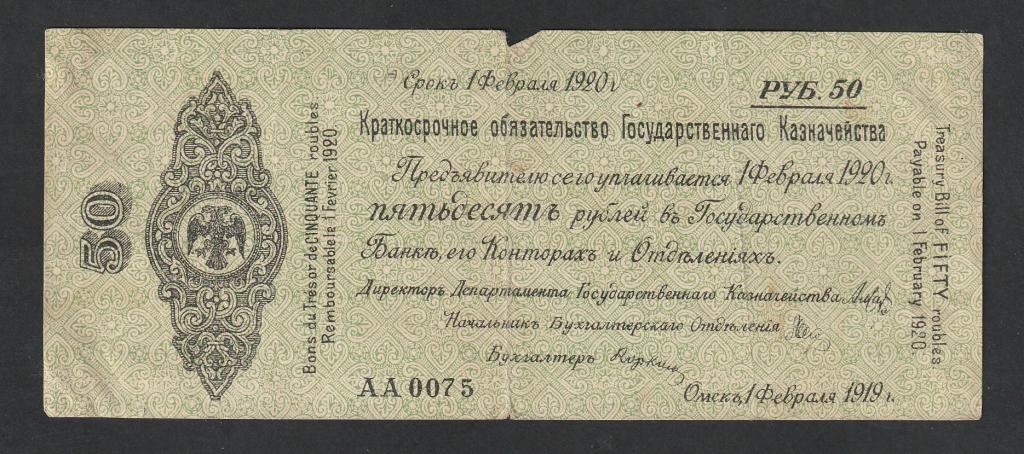 Срокъ 1 Февраля 1920 г
РУБ. 50
Краткосрочное обязательство Государственнаго Казначейства
Предъявителю сего уплачивается 1 Февраля 1920 г.
пятьдесятъ рублей въ Государственномъ
Банкѣ, его Конторахъ и Отдѣленіяхъ.
Директоръ Департамента Государственнаго Казначейства
Начальникъ Бухгалтерскаго Отдѣленія
Бухгалтеръ
АА 0075
Омскъ, 1 Февраля 1919 г.
50
Bons du Trésor de CINQUANTE roubles
Remboursable le 1 fevrier 1920.
Treasury Bill of FIFTY roubles
Payable on 1 February 1920.